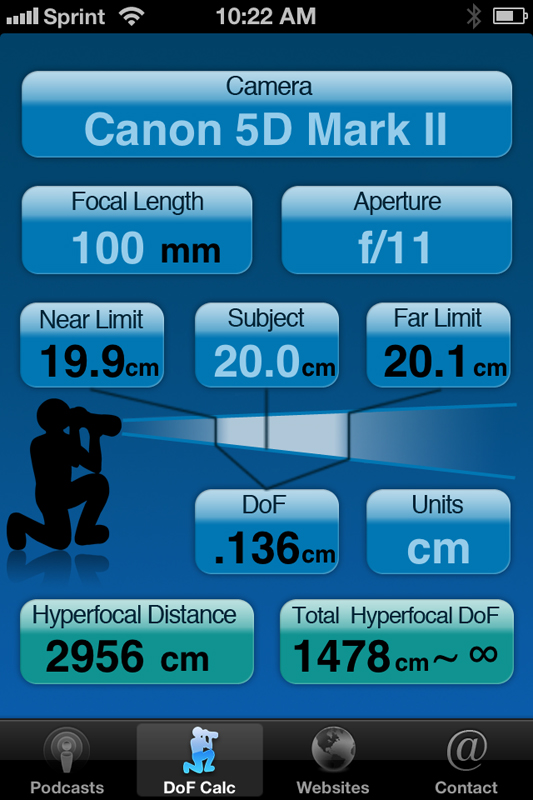 Sprint 10:22 AM
Camera
Canon 5D Mark II
Focal Length Aperture
100 mm f/11
Near Limit Subject Far Limit
19.9cm 20.0cm 20.1cm
DoF Units
.136cm cm
Hyperfocal Distance Total Hyperfocal DoF
2956 cm 1478cm~ ∞
Podcasts DoF Calc Websites Contact